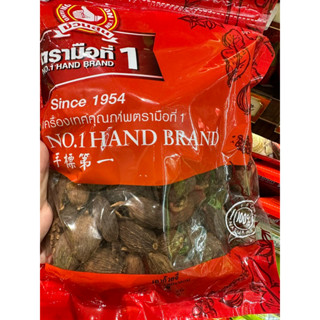 ตรามือที่ 1
NO.1 HAND BRAND
Since 1954
เครื่องเทศคุณภาพตรามือที่ 1
NO.1 HAND BRAND
手標第一
100%